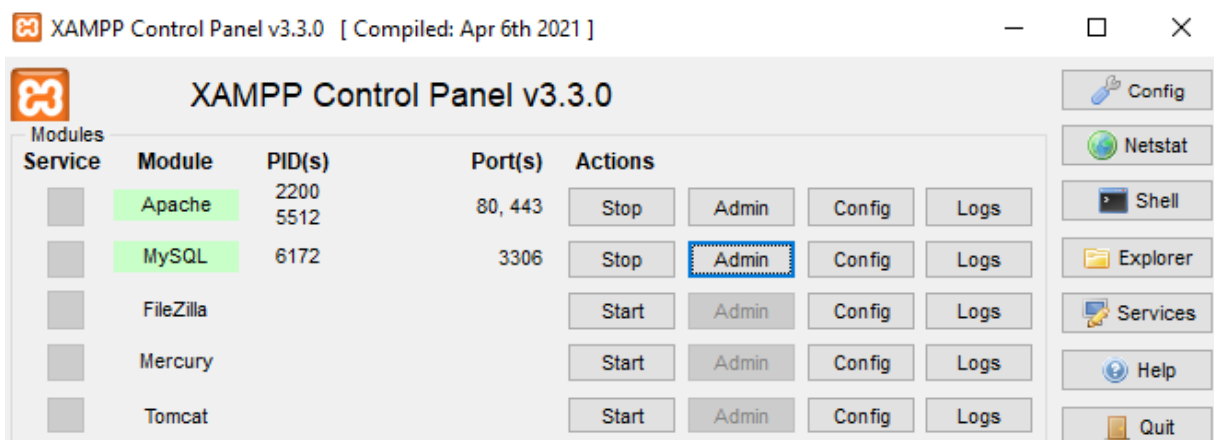 XAMPP Control Panel v3.3.0 [ Compiled: Apr 6th 2021 ]
XAMPP Control Panel v3.3.0
Config
Modules
Service Module PID(s) Port(s) Actions
Netstat
Apache 2200 5512 80, 443 Stop Admin Config Logs
Shell
MySQL 6172 3306 Stop Admin Config Logs
Explorer
FileZilla Start Admin Config Logs
Services
Mercury Start Admin Config Logs
Help
Tomcat Start Admin Config Logs
Quit